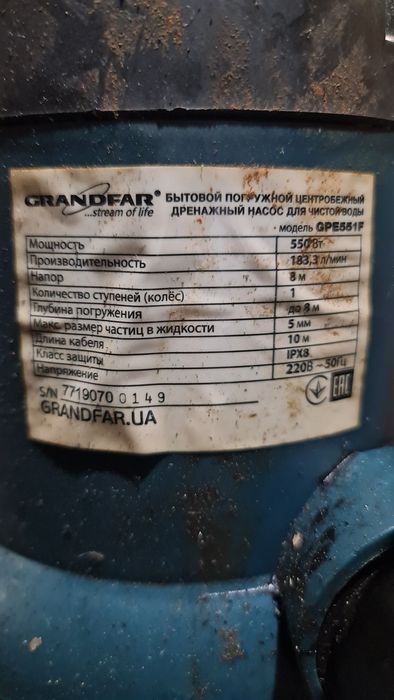 GRANDFAR®
...stream of life
БЫТОВОЙ ПОГРУЖНОЙ ЦЕНТРОБЕЖНЫЙ
ДРЕНАЖНЫЙ НАСОС ДЛЯ ЧИСТОЙ ВОДЫ
модель GPE551F
Мощность 550 Вт
Производительность 183,3 л/мин
Напор 8 м
Количество ступеней (колёс) 1
Глубина погружения до 8 м
Макс. размер частиц в жидкости 5 мм
Длина кабеля 10 м
Класс защиты IPX8
Напряжение 220В ~ 50Гц
S/N 7719070 0149
GRANDFAR.UA
EAC